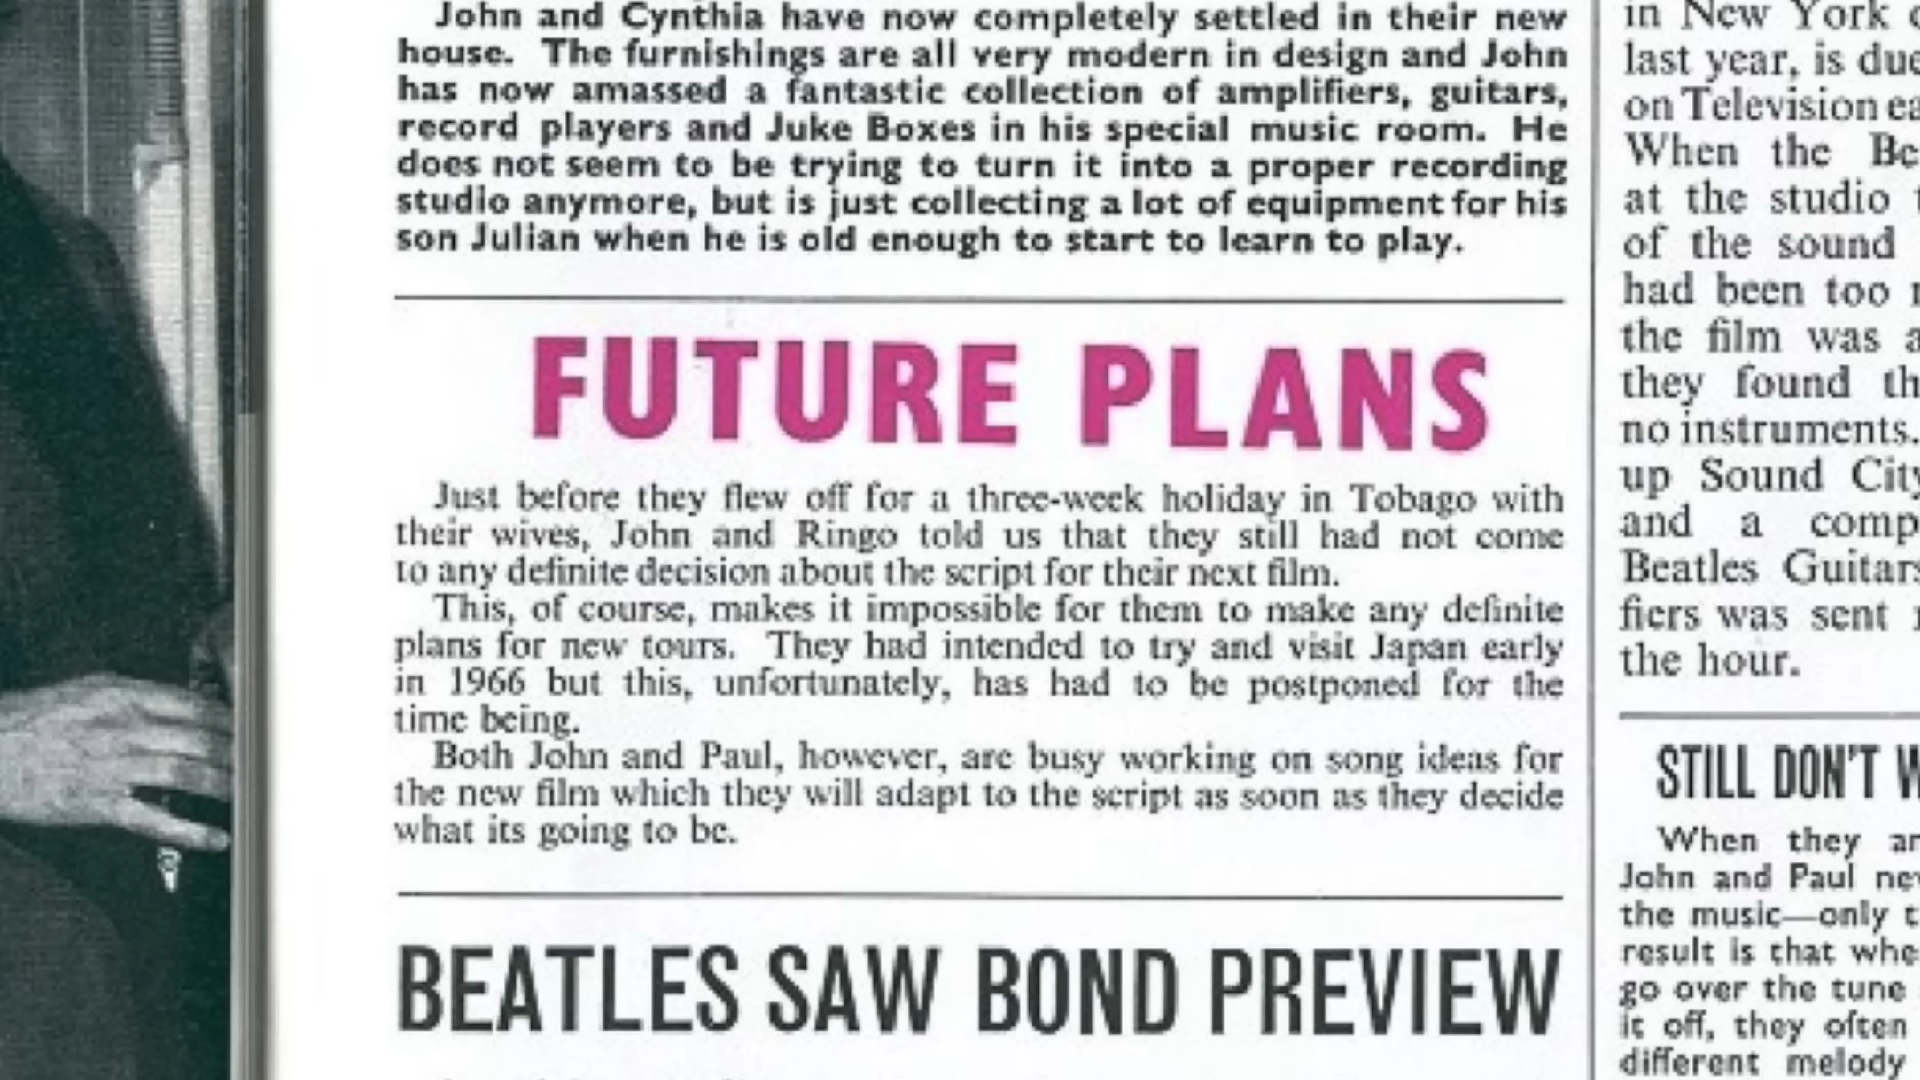 John and Cynthia have now completely settled in their new
house. The furnishings are all very modern in design and John
has now amassed a fantastic collection of amplifiers, guitars,
record players and Juke Boxes in his special music room. He
does not seem to be trying to turn it into a proper recording
studio anymore, but is just collecting a lot of equipment for his
son Julian when he is old enough to start to learn to play.
FUTURE PLANS
Just before they flew off for a three-week holiday in Tobago with
their wives, John and Ringo told us that they still had not come
to any definite decision about the script for their next film.
This, of course, makes it impossible for them to make any definite
plans for new tours. They had intended to try and visit Japan early
in 1966 but this, unfortunately, has had to be postponed for the
time being.
Both John and Paul, however, are busy working on song ideas for
the new film which they will adapt to the script as soon as they decide
what its going to be.
BEATLES SAW BOND PREVIEW
in New York
last year, is due
on Television
When the
at the studio
of the sound
had been too
the film was
they found
no instruments.
up Sound City
and a
Beatles Guitars
fiers was sent
the hour.
STILL DON'T
When they
John and Paul
the music—only
result is that
go over the tune
it off, they often
different melody